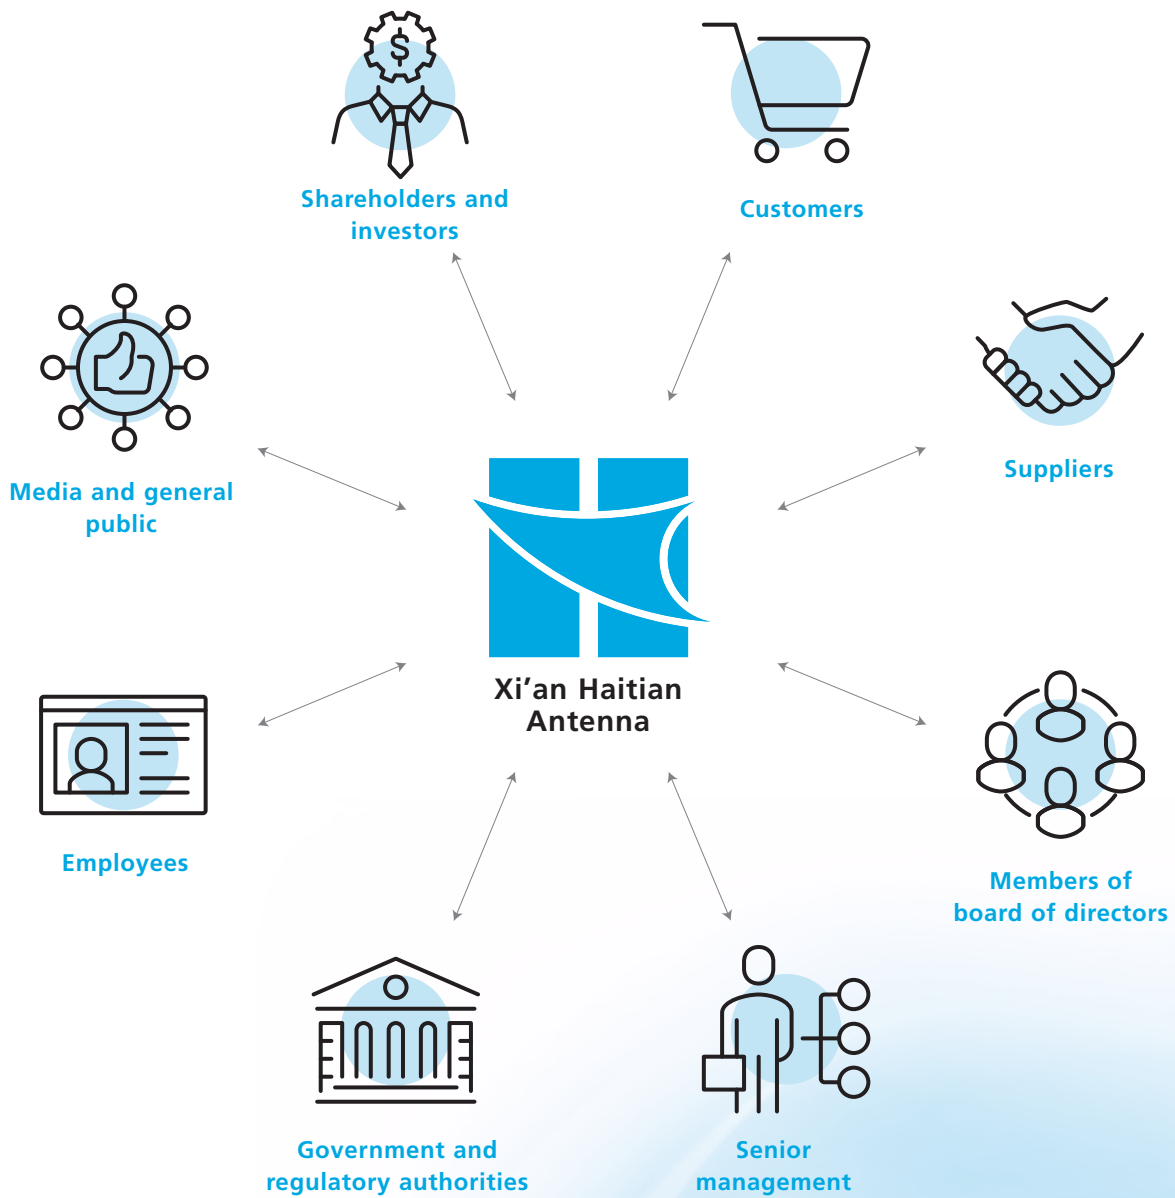 $
Shareholders and
investors
Customers
Media and general
public
Suppliers
Xi’an Haitian
Antenna
Employees
Members of
board of directors
Government and
regulatory authorities
Senior
management